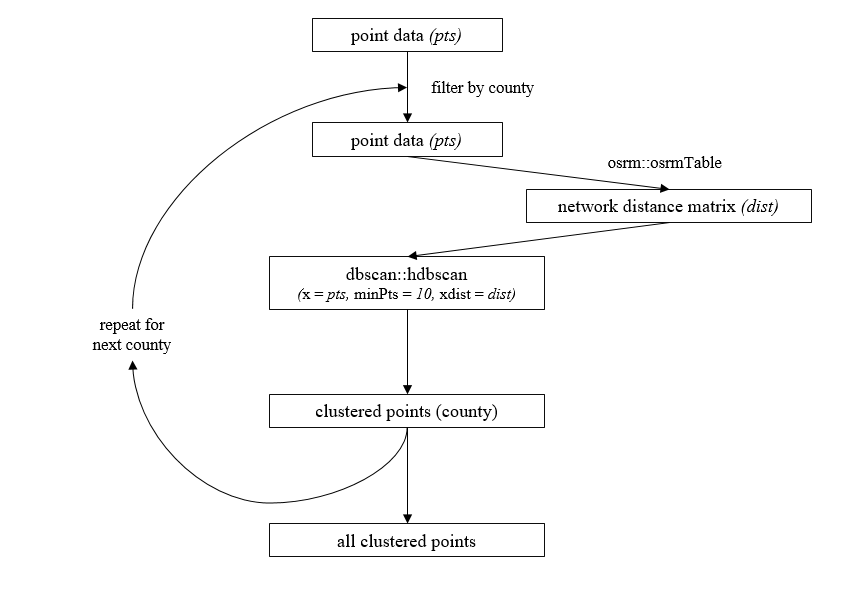 point data (pts)
filter by county
point data (pts)
osrm::osrmTable
network distance matrix (dist)
dbscan::hdbscan
(x = pts, minPts = 10, xdist = dist)
repeat for
next county
clustered points (county)
all clustered points